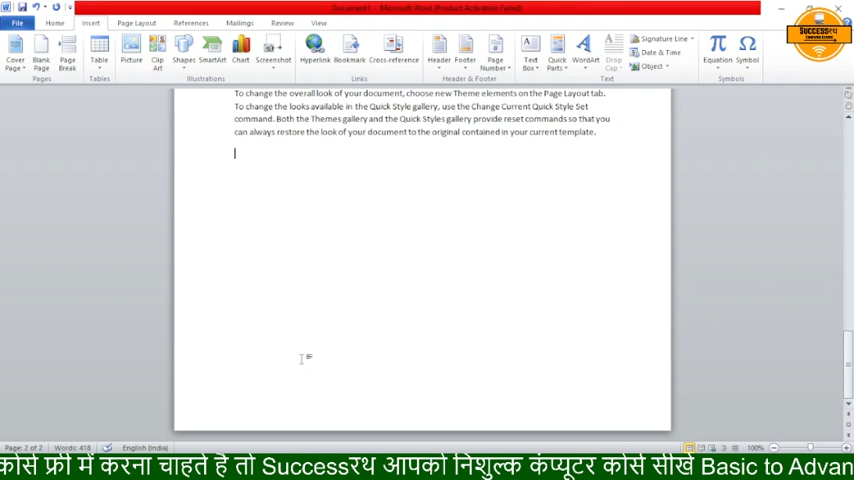 Document1 - Microsoft Word (Product Activation Failed)
File Home Insert Page Layout References Mailings Review View
Cover Page Blank Page Page Break Table Picture Clip Art Shapes SmartArt Chart Screenshot Hyperlink Bookmark Cross-reference Header Footer Page Number Text Box Quick Parts WordArt Drop Cap Signature Line Date & Time Object Equation Symbol
Pages Tables Illustrations Links Header & Footer Text Symbols
Successरथ
To change the overall look of your document, choose new Theme elements on the Page Layout tab.
To change the looks available in the Quick Style gallery, use the Change Current Quick Style Set
command. Both the Themes gallery and the Quick Styles gallery provide reset commands so that you
can always restore the look of your document to the original contained in your current template.
Page: 2 of 2 Words: 418 English (India) 100%
कोर्स फ्री में करना चाहते है तो Successरथ आपको निशुल्क कंप्यूटर कोर्स सीखें Basic to Advan